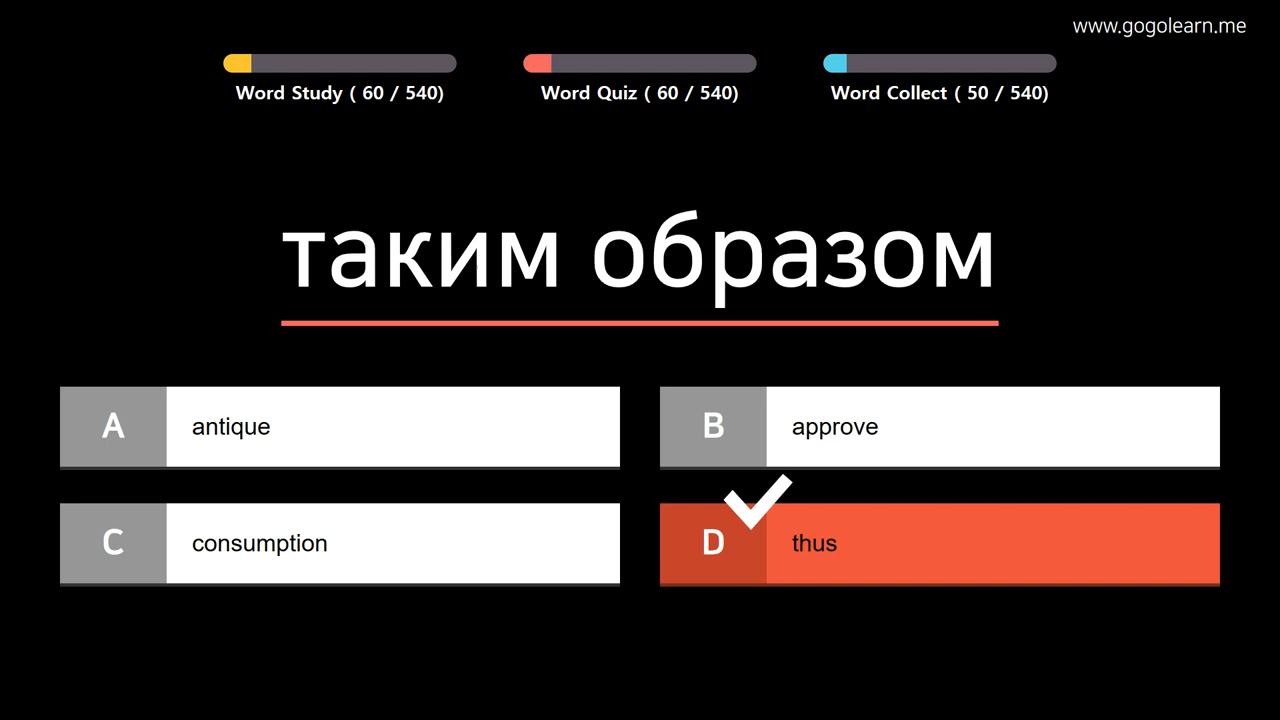 www.gogolearn.me
Word Study ( 60 / 540)
Word Quiz ( 60 / 540)
Word Collect ( 50 / 540)
таким образом
A antique
B approve
C consumption
D thus